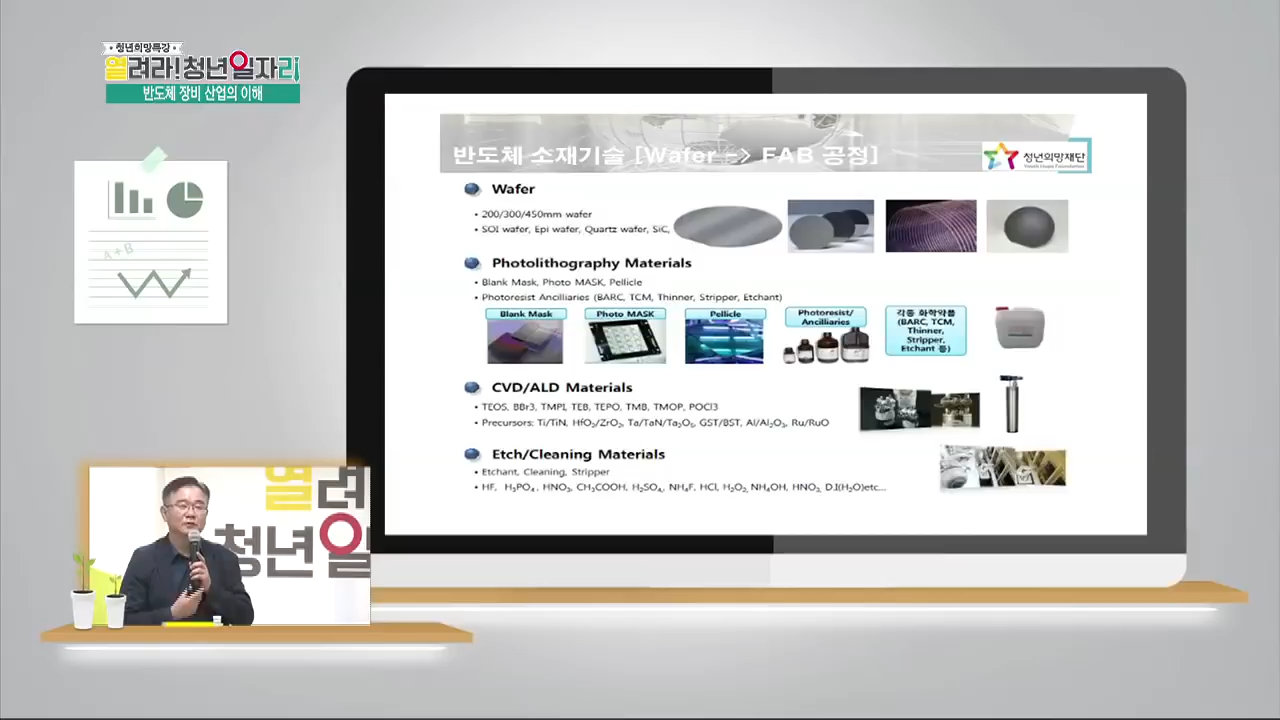 청년희망특강
열려라! 청년일자리
반도체 장비 산업의 이해
반도체 소재기술 [Wafer -> FAB 공정]
청년희망재단
Youth Hope Foundation
Wafer
• 200/300/450mm wafer
• SOI wafer, Epi wafer, Quartz wafer, SiC,
Photolithography Materials
• Blank Mask, Photo MASK, Pellicle
• Photoresist Ancilliaries (BARC, TCM, Thinner, Stripper, Etchant)
Blank Mask
Photo MASK
Pellicle
Photoresist/
Ancilliaries
각종 화학약품
(BARC, TCM,
Thinner,
Stripper,
Etchant 등)
CVD/ALD Materials
• TEOS, BBr3, TMPI, TEB, TEPO, TMB, TMOP, POCl3
• Precursors: Ti/TiN, HfO₂/ZrO₂, Ta/TaN/Ta₂O₅, GST/BST, Al/Al₂O₃, Ru/RuO
Etch/Cleaning Materials
• Etchant, Cleaning, Stripper
• HF, H₃PO₄, HNO₃, CH₃COOH, H₂SO₄, NH₄F, HCl, H₂O₂, NH₄OH, HNO₃, D.I(H₂O)etc...
A+B
열려
청년일